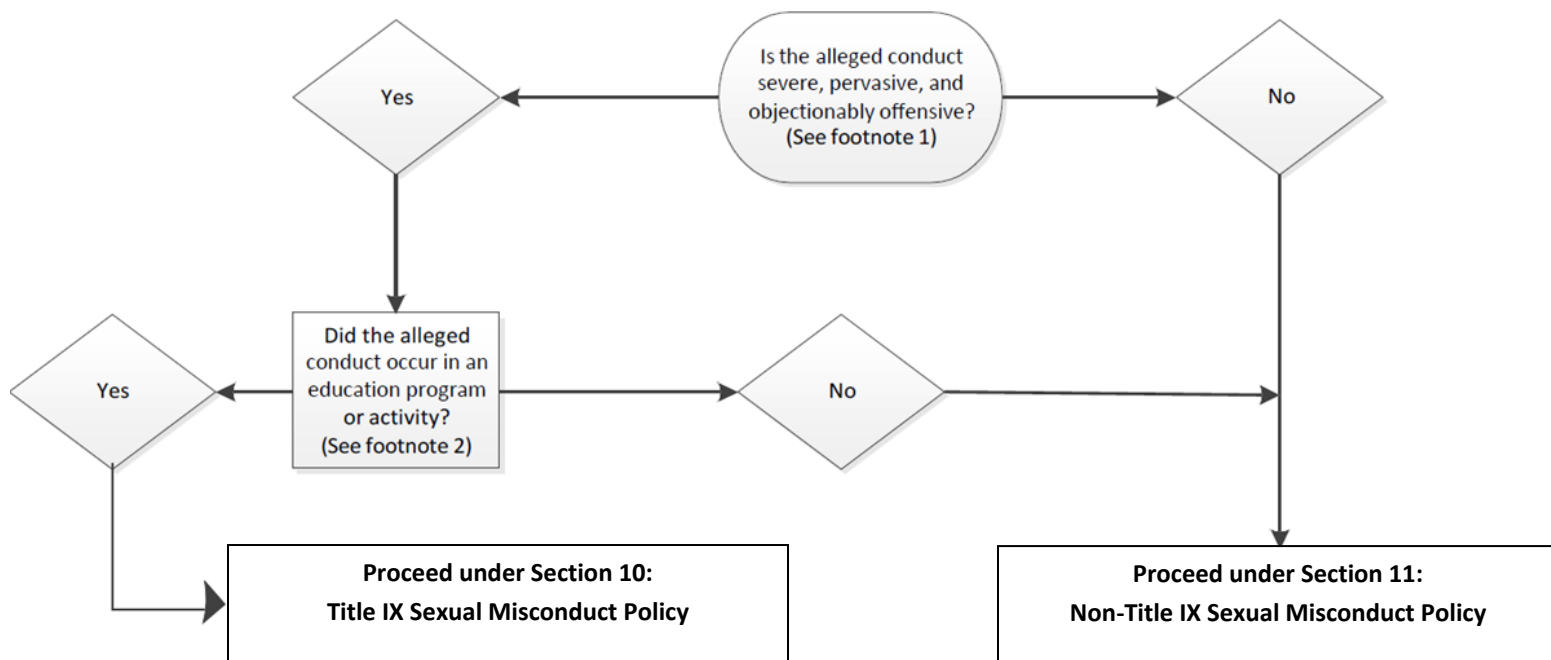 Is the alleged conduct
severe, pervasive, and
objectionably offensive?
(See footnote 1)
Yes
No
Did the alleged
conduct occur in an
education program
or activity?
(See footnote 2)
Yes
No
Proceed under Section 10:
Title IX Sexual Misconduct Policy
Proceed under Section 11:
Non-Title IX Sexual Misconduct Policy